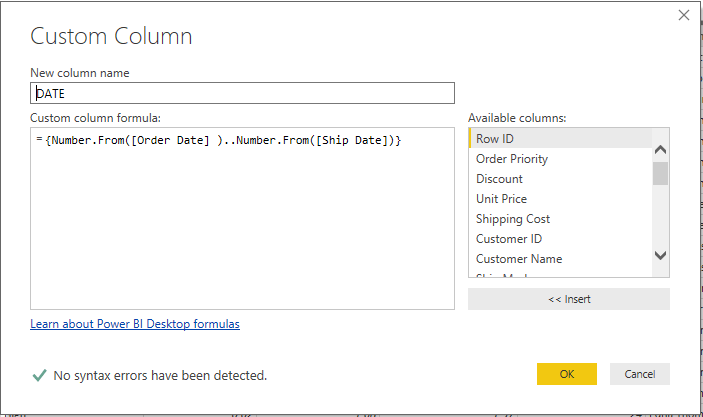 Custom Column
New column name
DATE
Custom column formula:
Available columns:
={Number.From([Order Date] )..Number.From([Ship Date])}
Row ID
Order Priority
Discount
Unit Price
Shipping Cost
Customer ID
Customer Name
<< Insert
Learn about Power BI Desktop formulas
No syntax errors have been detected.
OK
Cancel